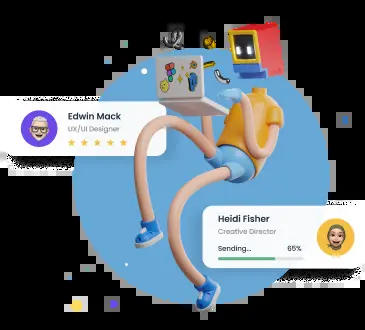 Edwin Mack
UX/UI Designer
Heidi Fisher
Creative Director
Sending... 65%